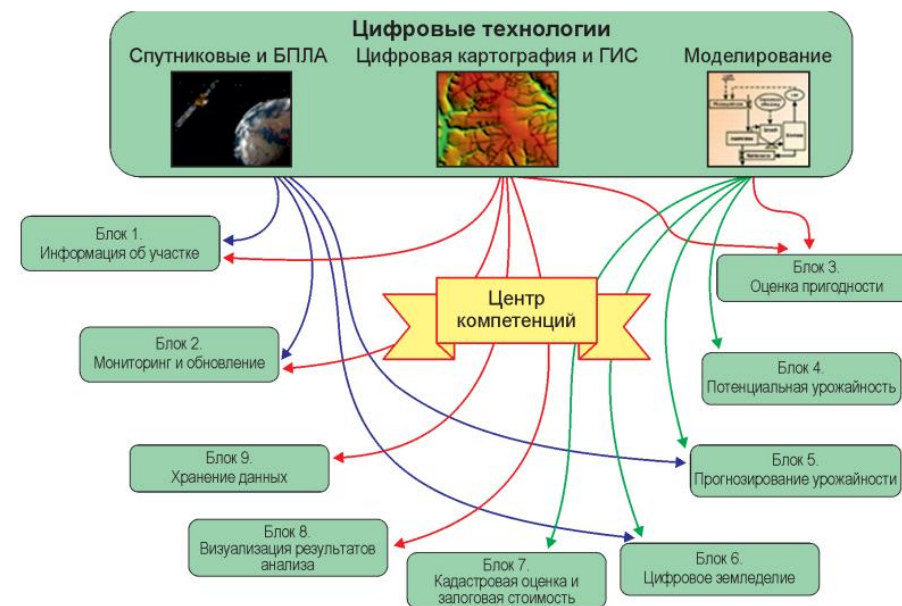 Цифровые технологии
Спутниковые и БПЛА
Цифровая картография и ГИС
Моделирование
Блок 1.
Информация об участке
Центр
компетенций
Блок 3.
Оценка пригодности
Блок 2.
Мониторинг и обновление
Блок 4.
Потенциальная урожайность
Блок 9.
Хранение данных
Блок 5.
Прогнозирование урожайности
Блок 8.
Визуализация результатов
анализа
Блок 7.
Кадастровая оценка и
залоговая стоимость
Блок 6.
Цифровое земледелие